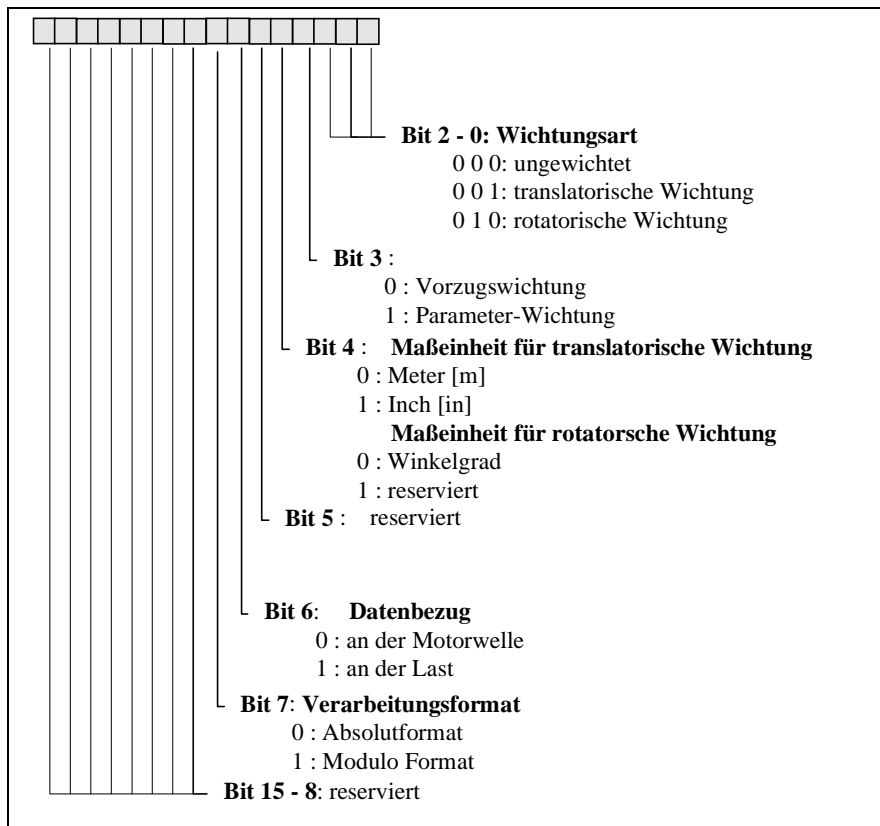 Bit 2 - 0: Wichtungsart
0 0 0: ungewichtet
0 0 1: translatorische Wichtung
0 1 0: rotatorische Wichtung
Bit 3 :
0 : Vorzugswichtung
1 : Parameter-Wichtung
Bit 4 : Maßeinheit für translatorische Wichtung
0 : Meter [m]
1 : Inch [in]
Maßeinheit für rotatorsche Wichtung
0 : Winkelgrad
1 : reserviert
Bit 5 : reserviert
Bit 6: Datenbezug
0 : an der Motorwelle
1 : an der Last
Bit 7: Verarbeitungsformat
0 : Absolutformat
1 : Modulo Format
Bit 15 - 8: reserviert